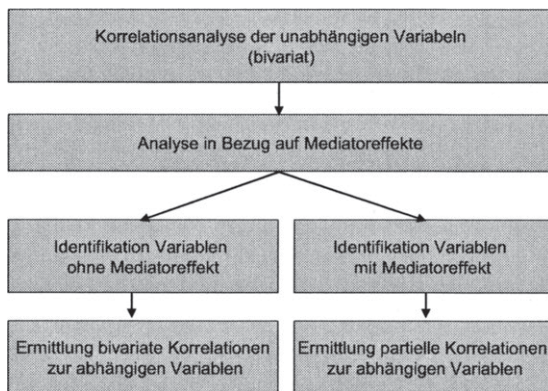 Korrelationsanalyse der unabhängigen Variabeln
(bivariat)
Analyse in Bezug auf Mediatoreffekte
Identifikation Variablen
ohne Mediatoreffekt
Identifikation Variablen
mit Mediatoreffekt
Ermittlung bivariate Korrelationen
zur abhängigen Variablen
Ermittlung partielle Korrelationen
zur abhängigen Variablen